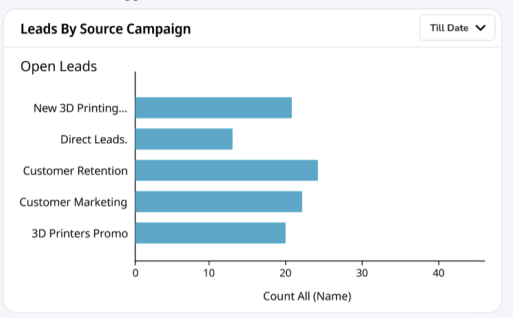 Leads By Source Campaign
Till Date
Open Leads
New 3D Printing...
Direct Leads.
Customer Retention
Customer Marketing
3D Printers Promo
0 10 20 30 40
Count All (Name)